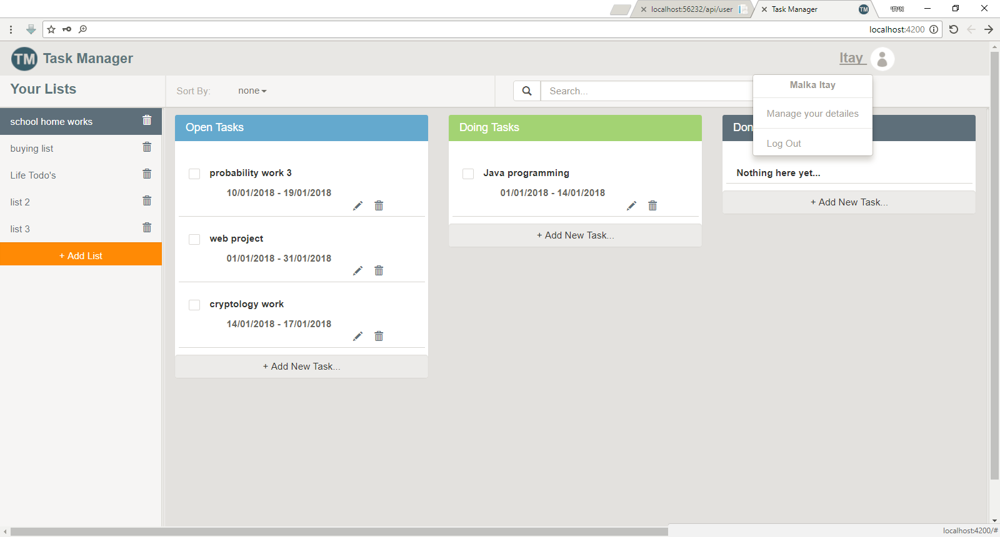 localhost:56232/api/user
Task Manager
TM
איתי
localhost:4200
TM Task Manager
Itay
Your Lists
Sort By: none
Search...
Malka Itay
Manage your detailes
Log Out
school home works
buying list
Life Todo's
list 2
list 3
+ Add List
Open Tasks
probability work 3
10/01/2018 - 19/01/2018
web project
01/01/2018 - 31/01/2018
cryptology work
14/01/2018 - 17/01/2018
+ Add New Task...
Doing Tasks
Java programming
01/01/2018 - 14/01/2018
+ Add New Task...
Don
Nothing here yet...
+ Add New Task...
localhost:4200/#